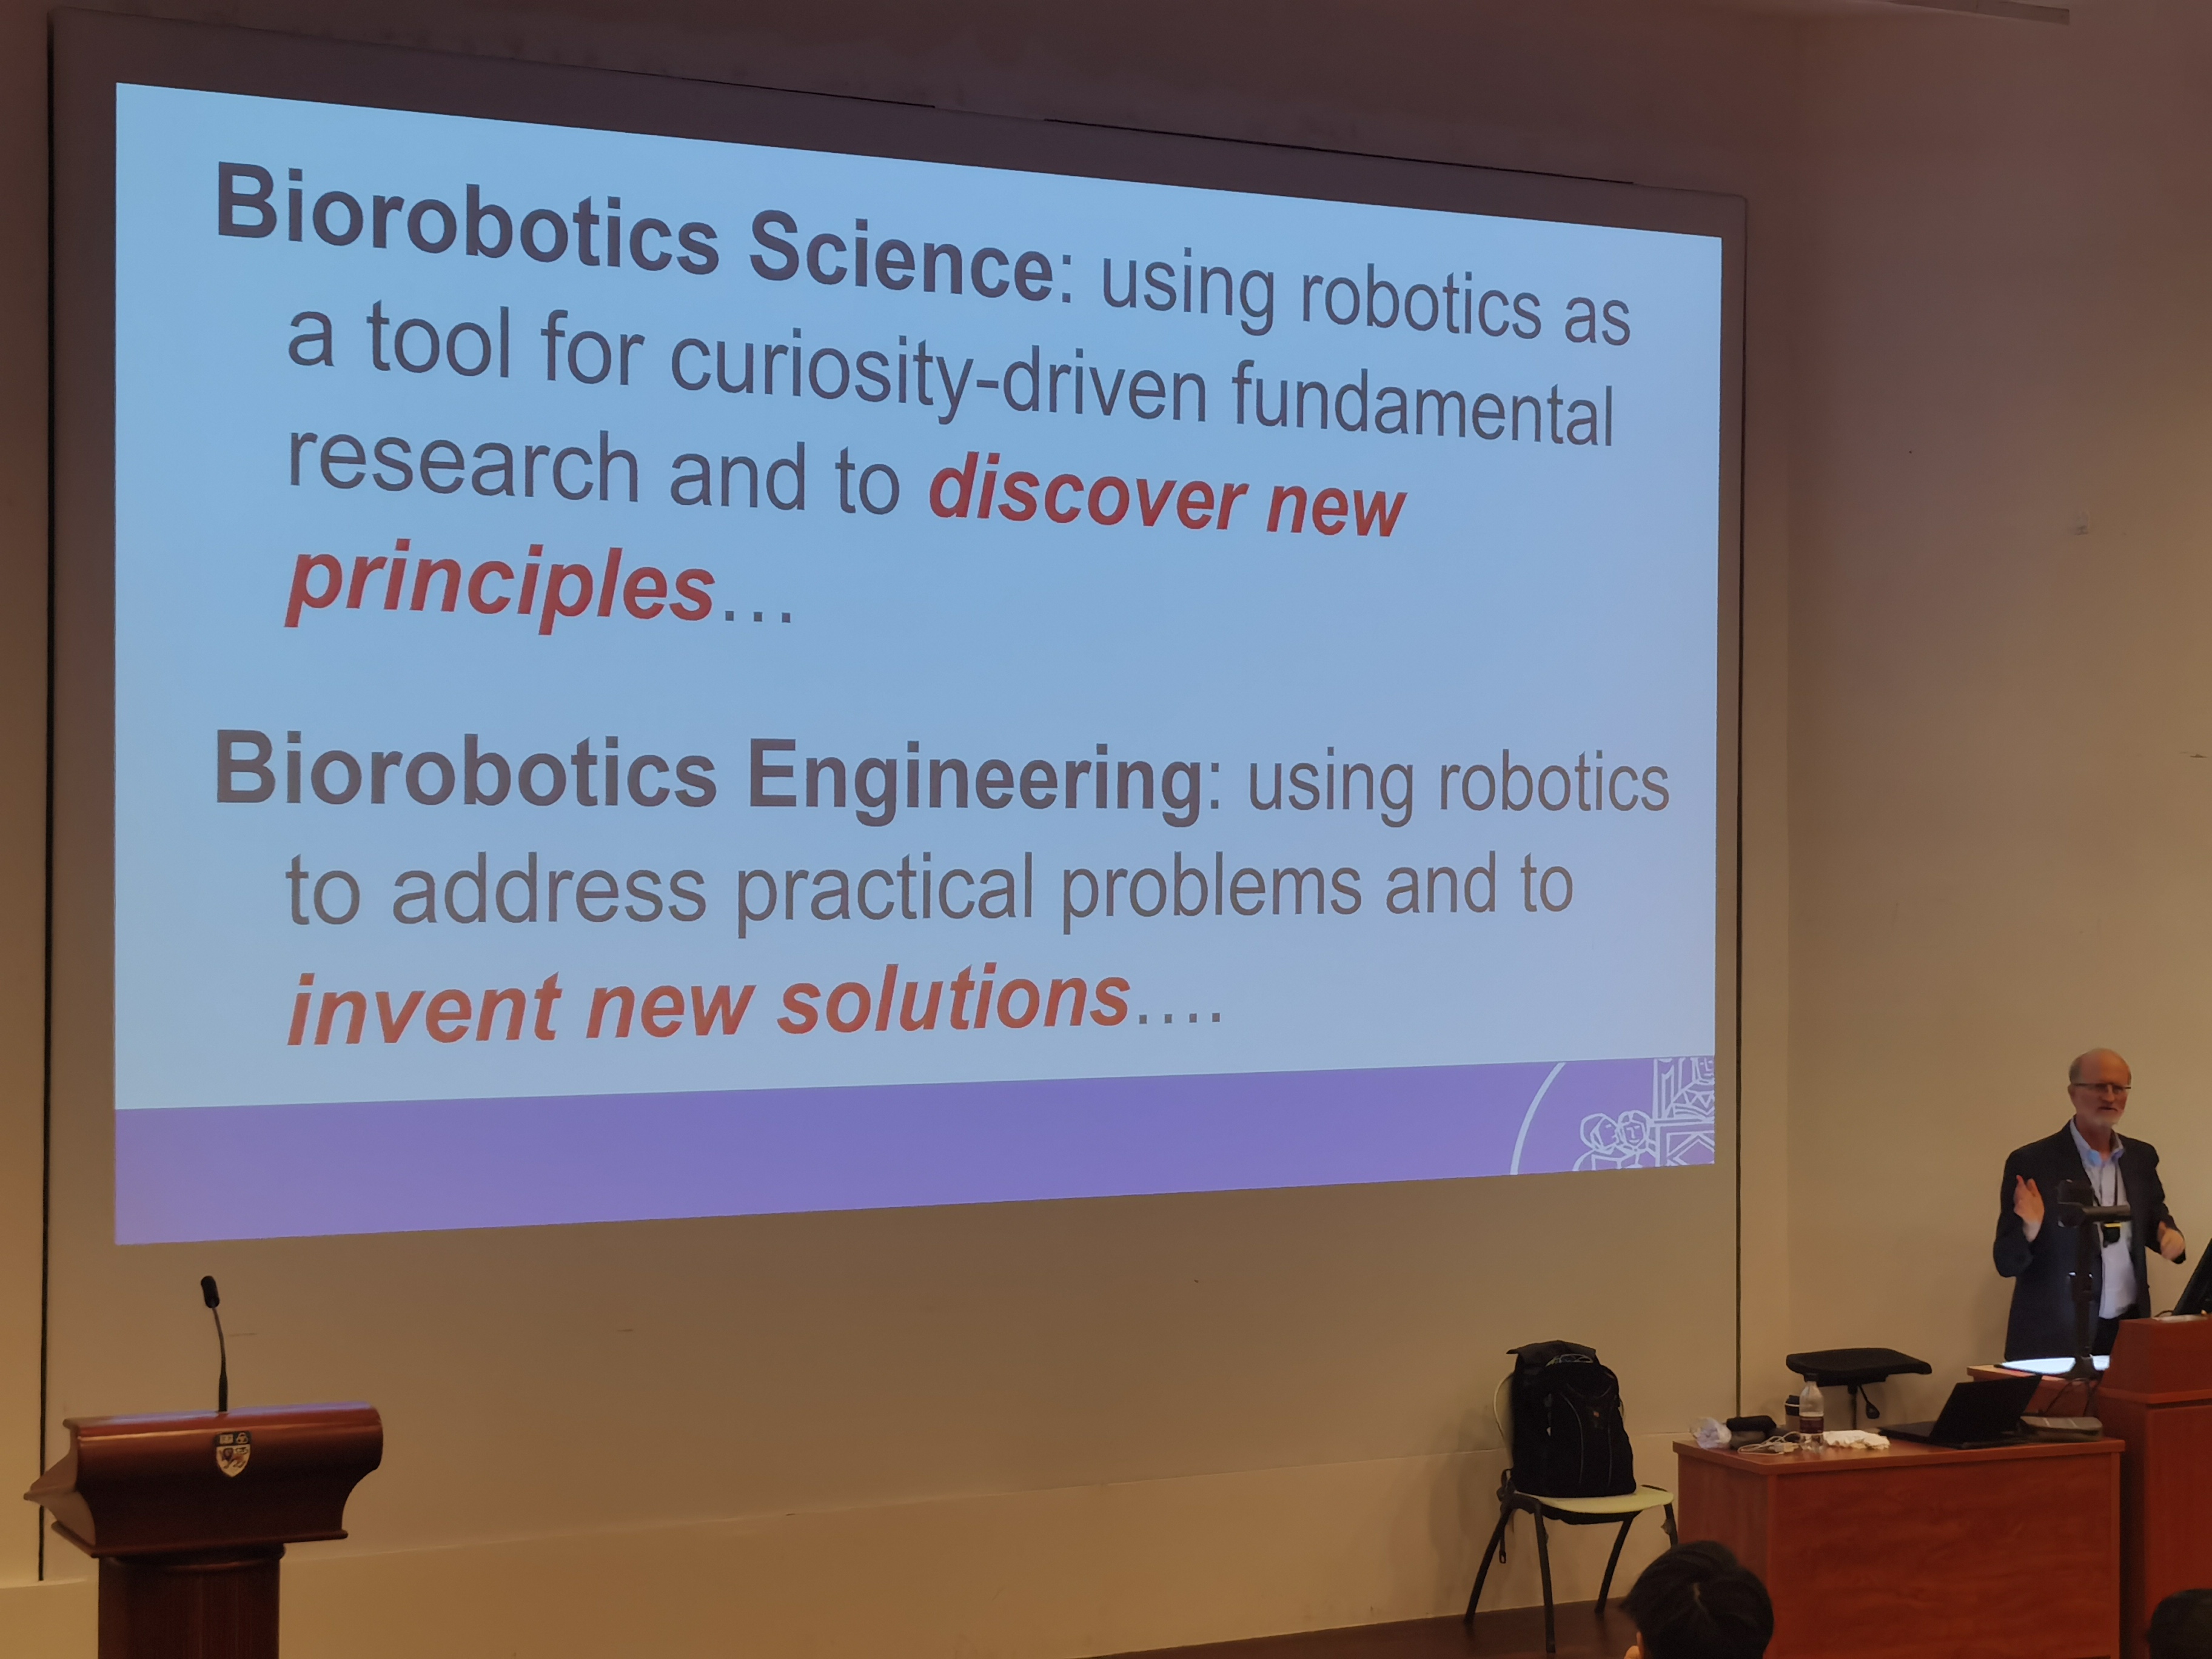 Biorobotics Science: using robotics as
a tool for curiosity-driven fundamental
research and to discover new
principles...
Biorobotics Engineering: using robotics
to address practical problems and to
invent new solutions....